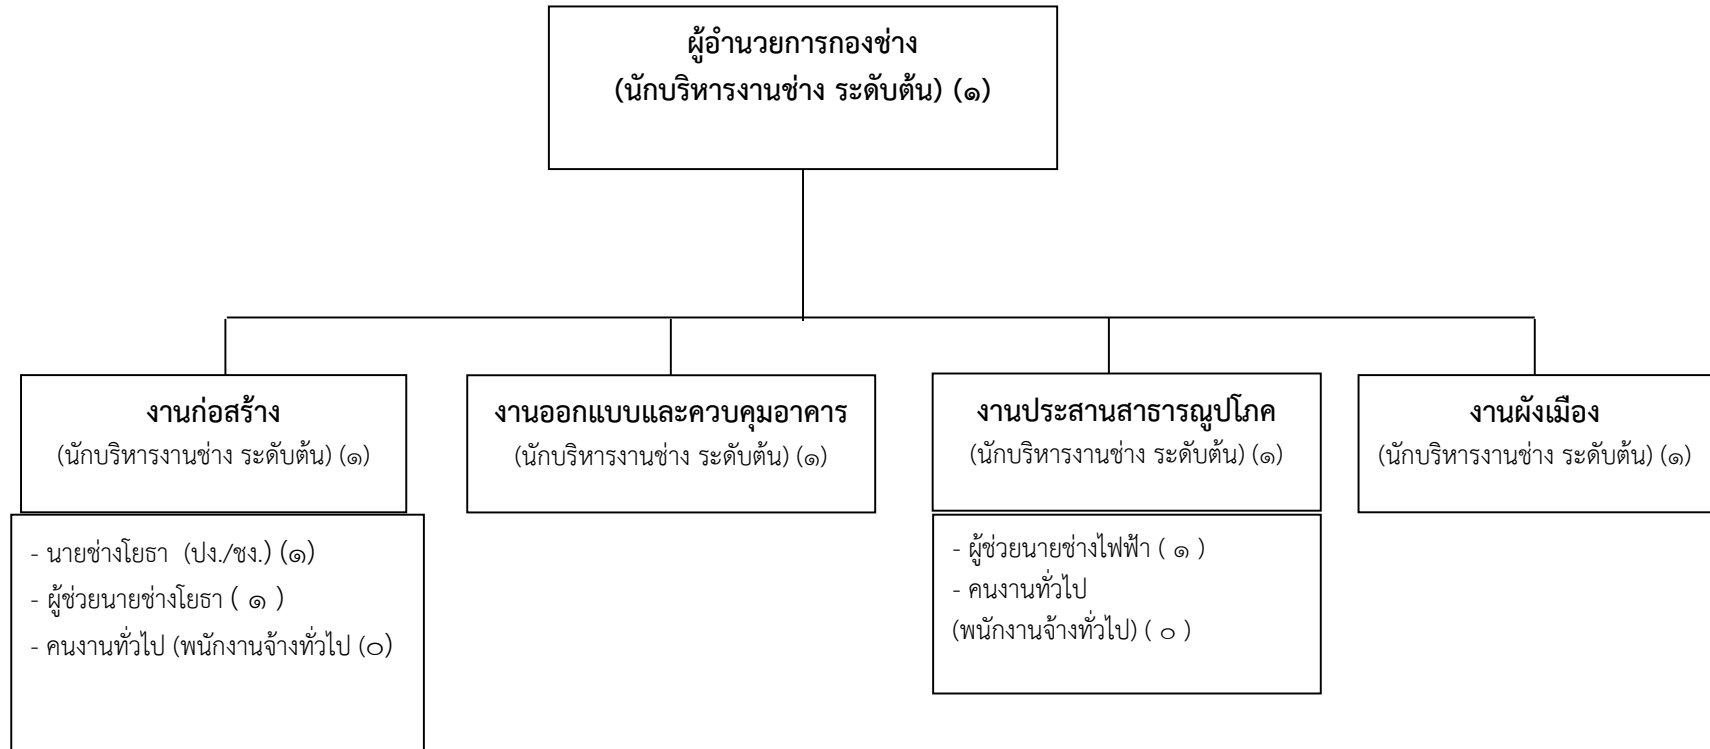 ผู้อำนวยการกองช่าง
(นักบริหารงานช่าง ระดับต้น) (๑)
งานก่อสร้าง
(นักบริหารงานช่าง ระดับต้น) (๑)
- นายช่างโยธา (ปง./ชง.) (๑)
- ผู้ช่วยนายช่างโยธา ( ๑ )
- คนงานทั่วไป (พนักงานจ้างทั่วไป (๐)
งานออกแบบและควบคุมอาคาร
(นักบริหารงานช่าง ระดับต้น) (๑)
งานประสานสาธารณูปโภค
(นักบริหารงานช่าง ระดับต้น) (๑)
- ผู้ช่วยนายช่างไฟฟ้า ( ๑ )
- คนงานทั่วไป
(พนักงานจ้างทั่วไป) ( ๐ )
งานผังเมือง
(นักบริหารงานช่าง ระดับต้น) (๑)